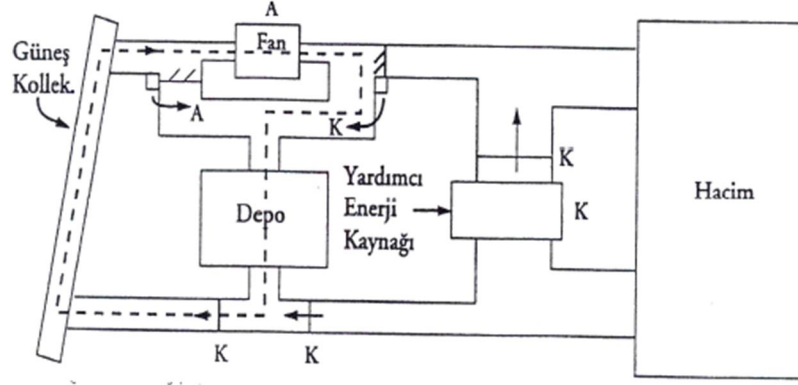 A
Güneş
Kollek.
Fan
A
K
K
Yardımcı
Enerji
Kaynağı
K
Depo
Hacim
K
K